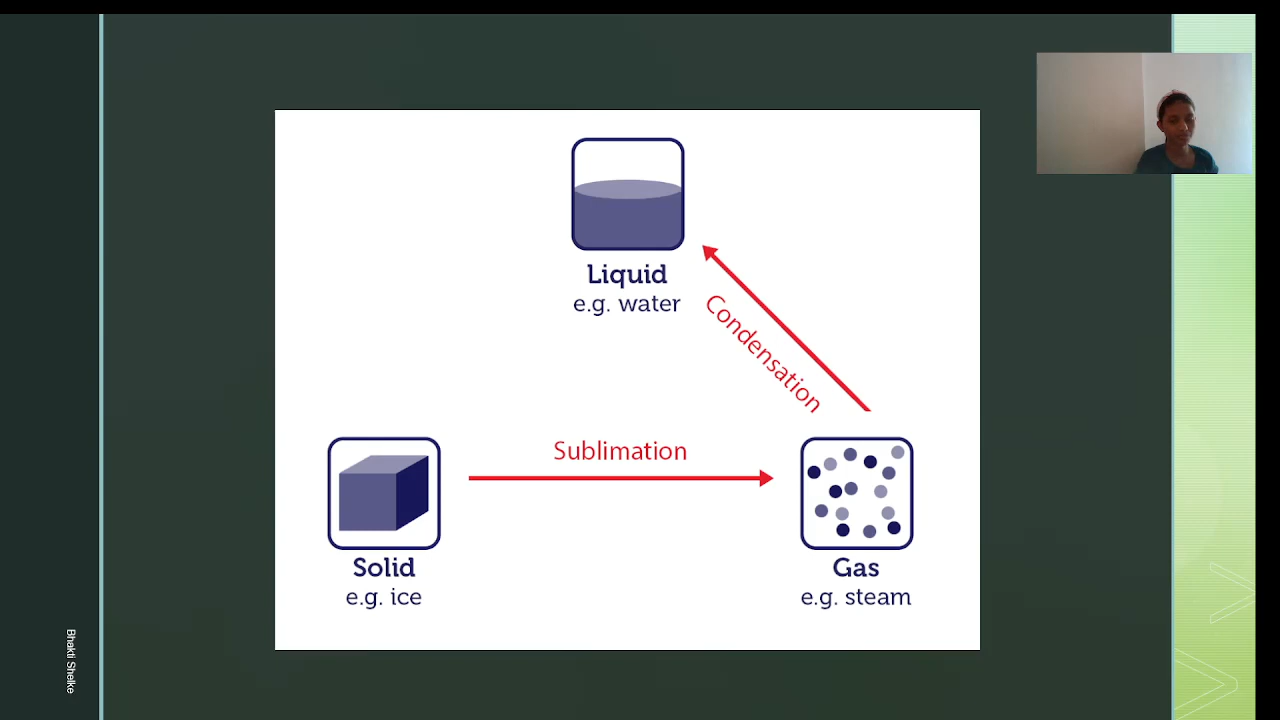 Liquid
e.g. water
Condensation
Sublimation
Solid
e.g. ice
Gas
e.g. steam
Bhakti Shelke